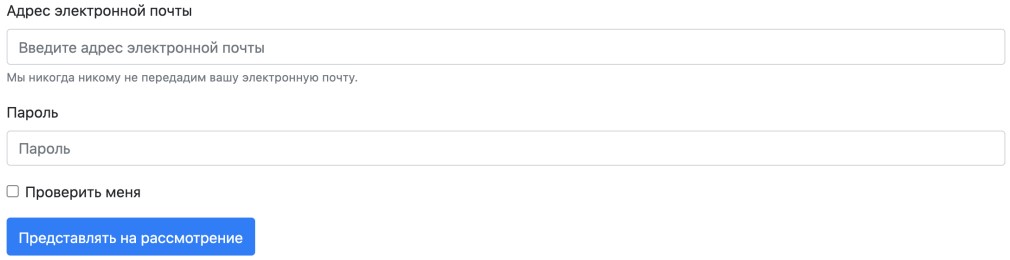 Адрес электронной почты
Введите адрес электронной почты
Мы никогда никому не передадим вашу электронную почту.
Пароль
Пароль
Проверить меня
Представлять на рассмотрение